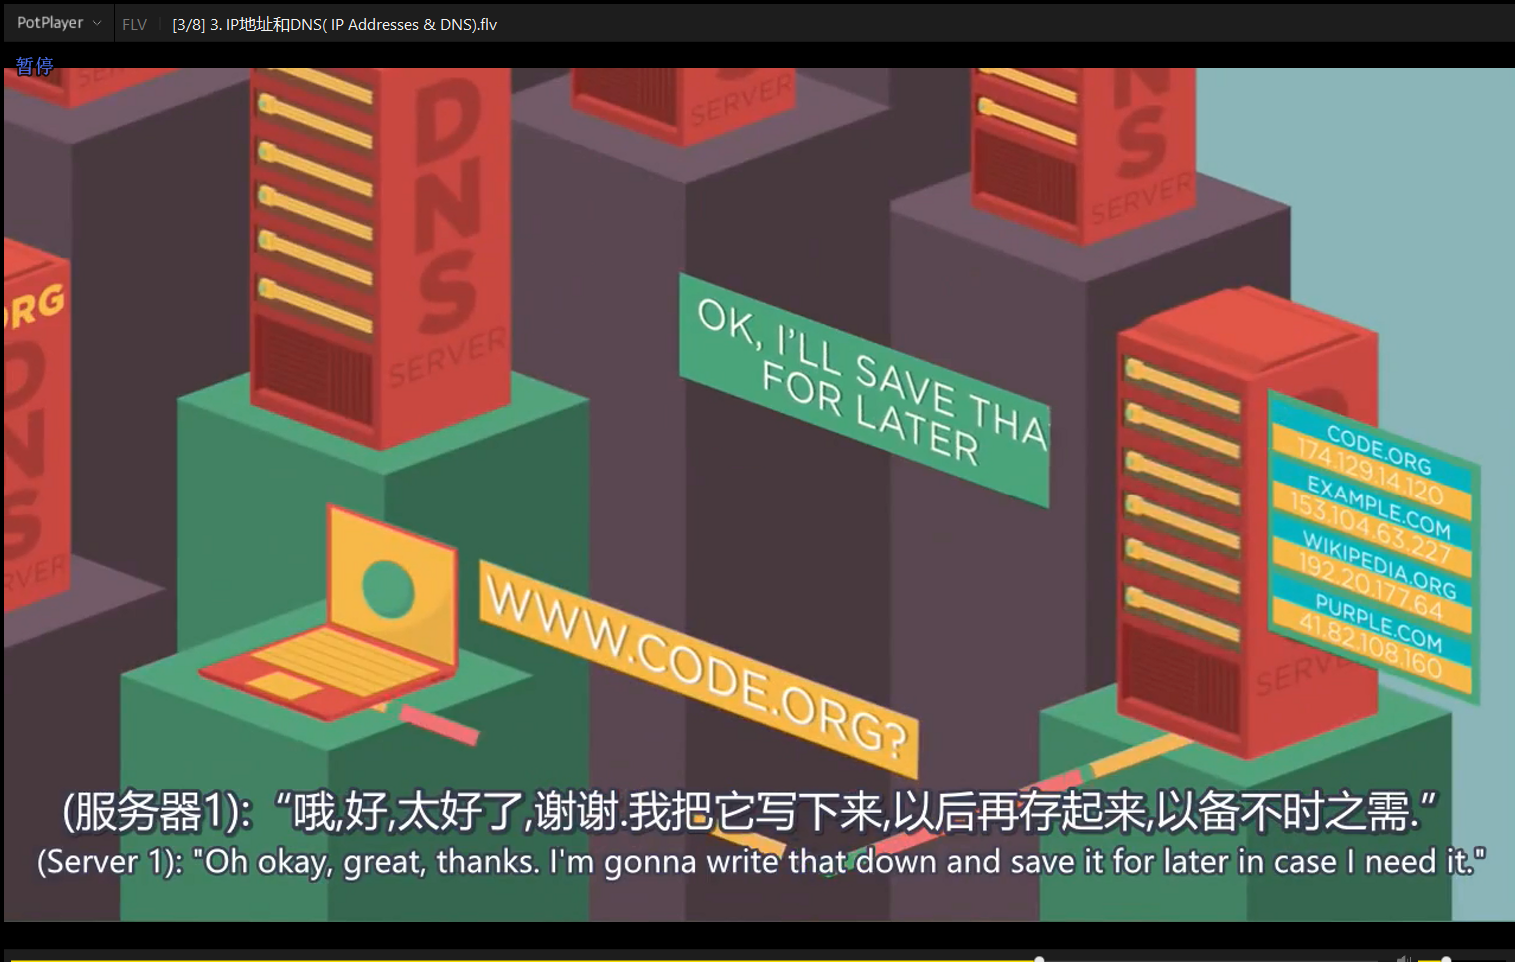 PotPlayer
FLV
[3/8] 3. IP地址和DNS( IP Addresses & DNS).flv
暂停
SERVER
DNS
SERVER
SERVER
NS
SERVER
ORG
DNS
RVER
OK, I'LL SAVE THA
FOR LATER
CODE.ORG
174.129.14.120
EXAMPLE.COM
153.104.63.227
WIKIPEDIA.ORG
192.20.177.64
PURPLE.COM
41.82.108.160
SERVE
WWW.CODE.ORG?
(服务器1): “哦,好,太好了,谢谢.我把它写下来,以后再存起来,以备不时之需.”
(Server 1): "Oh okay, great, thanks. I'm gonna write that down and save it for later in case I need it."